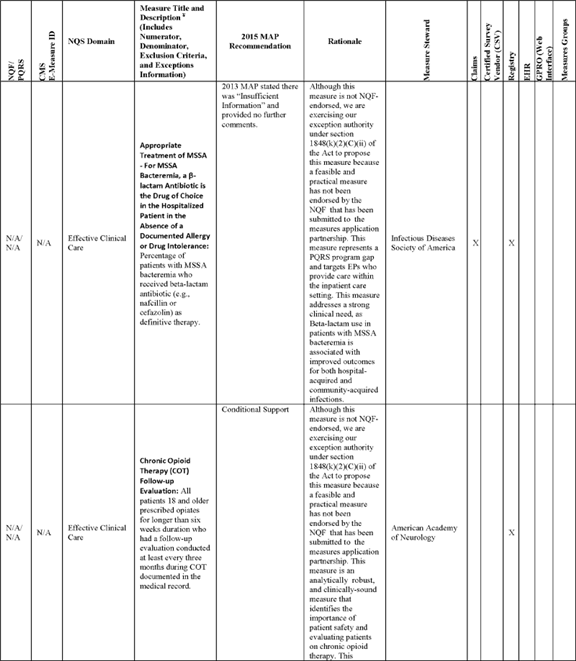 NQF/
PQRS
CMS
E-Measure ID
NQS Domain
Measure Title and
Description ¥
(Includes
Numerator,
Denominator,
Exclusion Criteria,
and Exceptions
Information)
2015 MAP
Recommendation
Rationale
Measure Steward
Claims
Certified Survey
Vendor (CSV)
Registry
EHR
GPRO (Web
Interface)
Measures Groups
N/A/
N/A
N/A
Effective Clinical
Care
Appropriate
Treatment of MSSA
- For MSSA
Bacteremia, a β-
lactam Antibiotic is
the Drug of Choice
in the Hospitalized
Patient in the
Absence of a
Documented Allergy
or Drug Intolerance:
Percentage of
patients with MSSA
bacteremia who
received beta-lactam
antibiotic (e.g.,
nafcillin or
cefazolin) as
definitive therapy.
2013 MAP stated there
was “Insufficient
Information” and
provided no further
comments.
Although this
measure is not NQF-
endorsed, we are
exercising our
exception authority
under section
1848(k)(2)(C)(ii) of
the Act to propose
this measure because
a feasible and
practical measure
has not been
endorsed by the
NQF that has been
submitted to the
measures application
partnership. This
measure represents a
PQRS program gap
and targets EPs who
provide care within
the inpatient care
setting. This measure
addresses a strong
clinical need, as
Beta-lactam use in
patients with MSSA
bacteremia is
associated with
improved outcomes
for both hospital-
acquired and
community-acquired
infections.
Infectious Diseases
Society of America
X
X
N/A/
N/A
N/A
Effective Clinical
Care
Chronic Opioid
Therapy (COT)
Follow-up
Evaluation: All
patients 18 and older
prescribed opiates
for longer than six
weeks duration who
had a follow-up
evaluation conducted
at least every three
months during COT
documented in the
medical record.
Conditional Support
Although this
measure is not NQF-
endorsed, we are
exercising our
exception authority
under section
1848(k)(2)(C)(ii) of
the Act to propose
this measure because
a feasible and
practical measure
has not been
endorsed by the
NQF that has been
submitted to the
measures application
partnership. This
measure is an
analytically robust,
and clinically-sound
measure that
identifies the
importance of
patient safety and
evaluating patients
on chronic opioid
therapy. This
American Academy
of Neurology
X